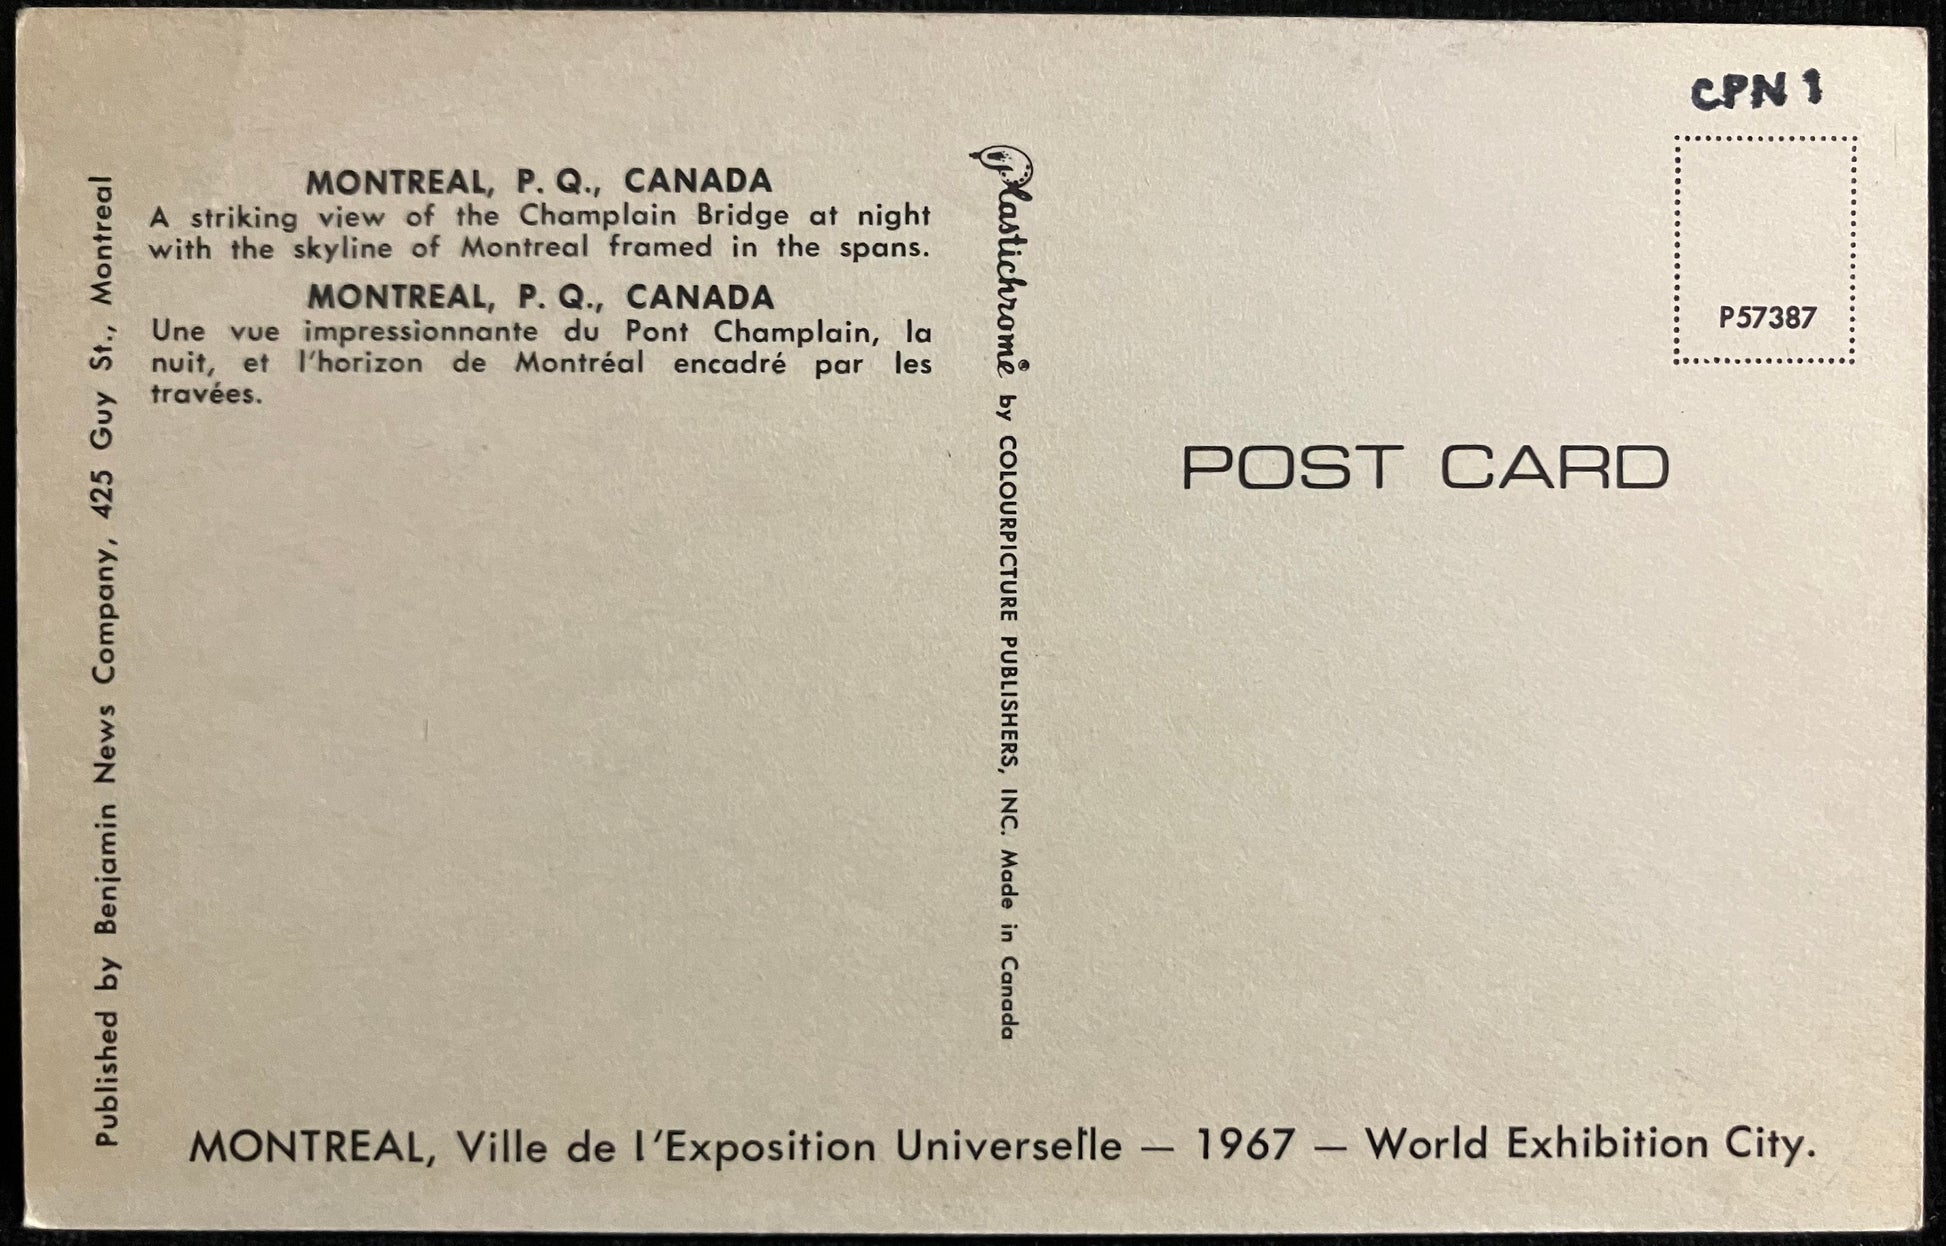 CPN 1
P57387
POST CARD
MONTREAL, P. Q., CANADA
A striking view of the Champlain Bridge at night
with the skyline of Montreal framed in the spans.
MONTREAL, P. Q., CANADA
Une vue impressionnante du Pont Champlain, la
nuit, et l'horizon de Montréal encadré par les
travées.
Published by Benjamin News Company, 425 Guy St., Montreal
Plastichrome® by COLOURPICTURE PUBLISHERS, INC. Made in Canada
MONTREAL, Ville de l'Exposition Universelle — 1967 — World Exhibition City.